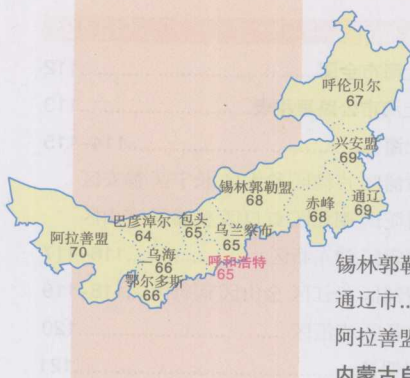 呼伦贝尔
67
兴安盟
69
锡林郭勒盟
68
赤峰
68
通辽
69
巴彦淖尔
64
包头
65
乌兰察布
65
阿拉善盟
70
乌海
66
呼和浩特
65
鄂尔多斯
66
锡林郭勒
通辽市..
阿拉善盟
内蒙古自